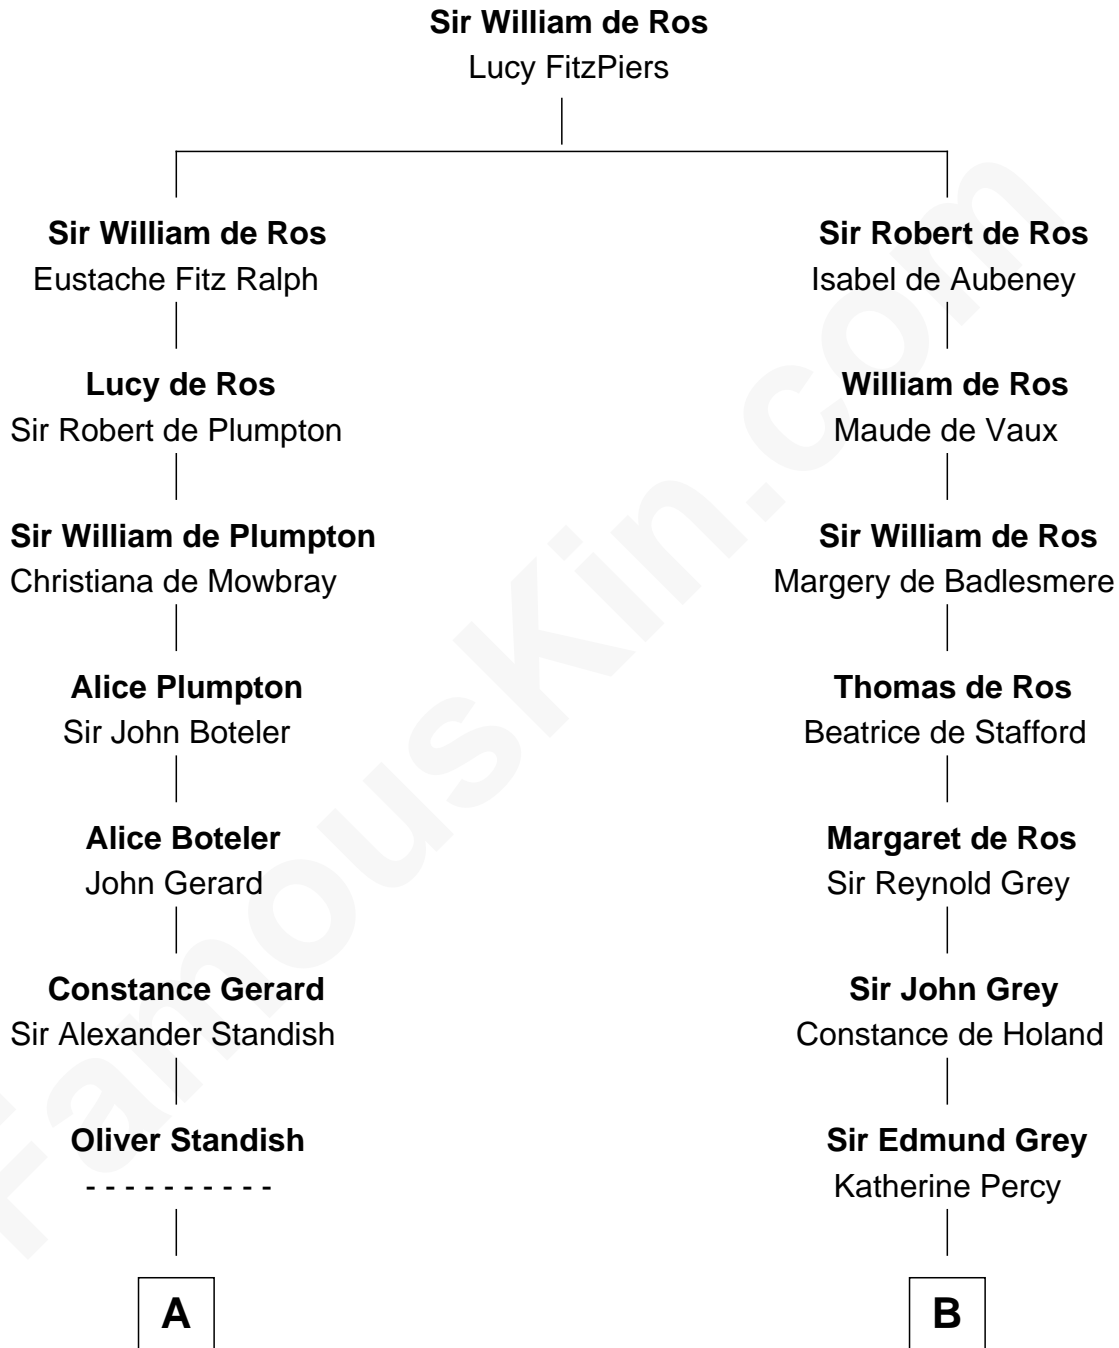 Sir William de Ros
Lucy FitzPiers
Sir William de Ros
Eustache Fitz Ralph
Lucy de Ros
Sir Robert de Plumpton
Sir William de Plumpton
Christiana de Mowbray
Alice Plumpton
Sir John Boteler
Alice Boteler
John Gerard
Constance Gerard
Sir Alexander Standish
Oliver Standish
- - - - - - - - - -
A
Sir Robert de Ros
Isabel de Aubeney
William de Ros
Maude de Vaux
Sir William de Ros
Margery de Badlesmere
Thomas de Ros
Beatrice de Stafford
Margaret de Ros
Sir Reynold Grey
Sir John Grey
Constance de Holand
Sir Edmund Grey
Katherine Percy
B
FamousKin.com